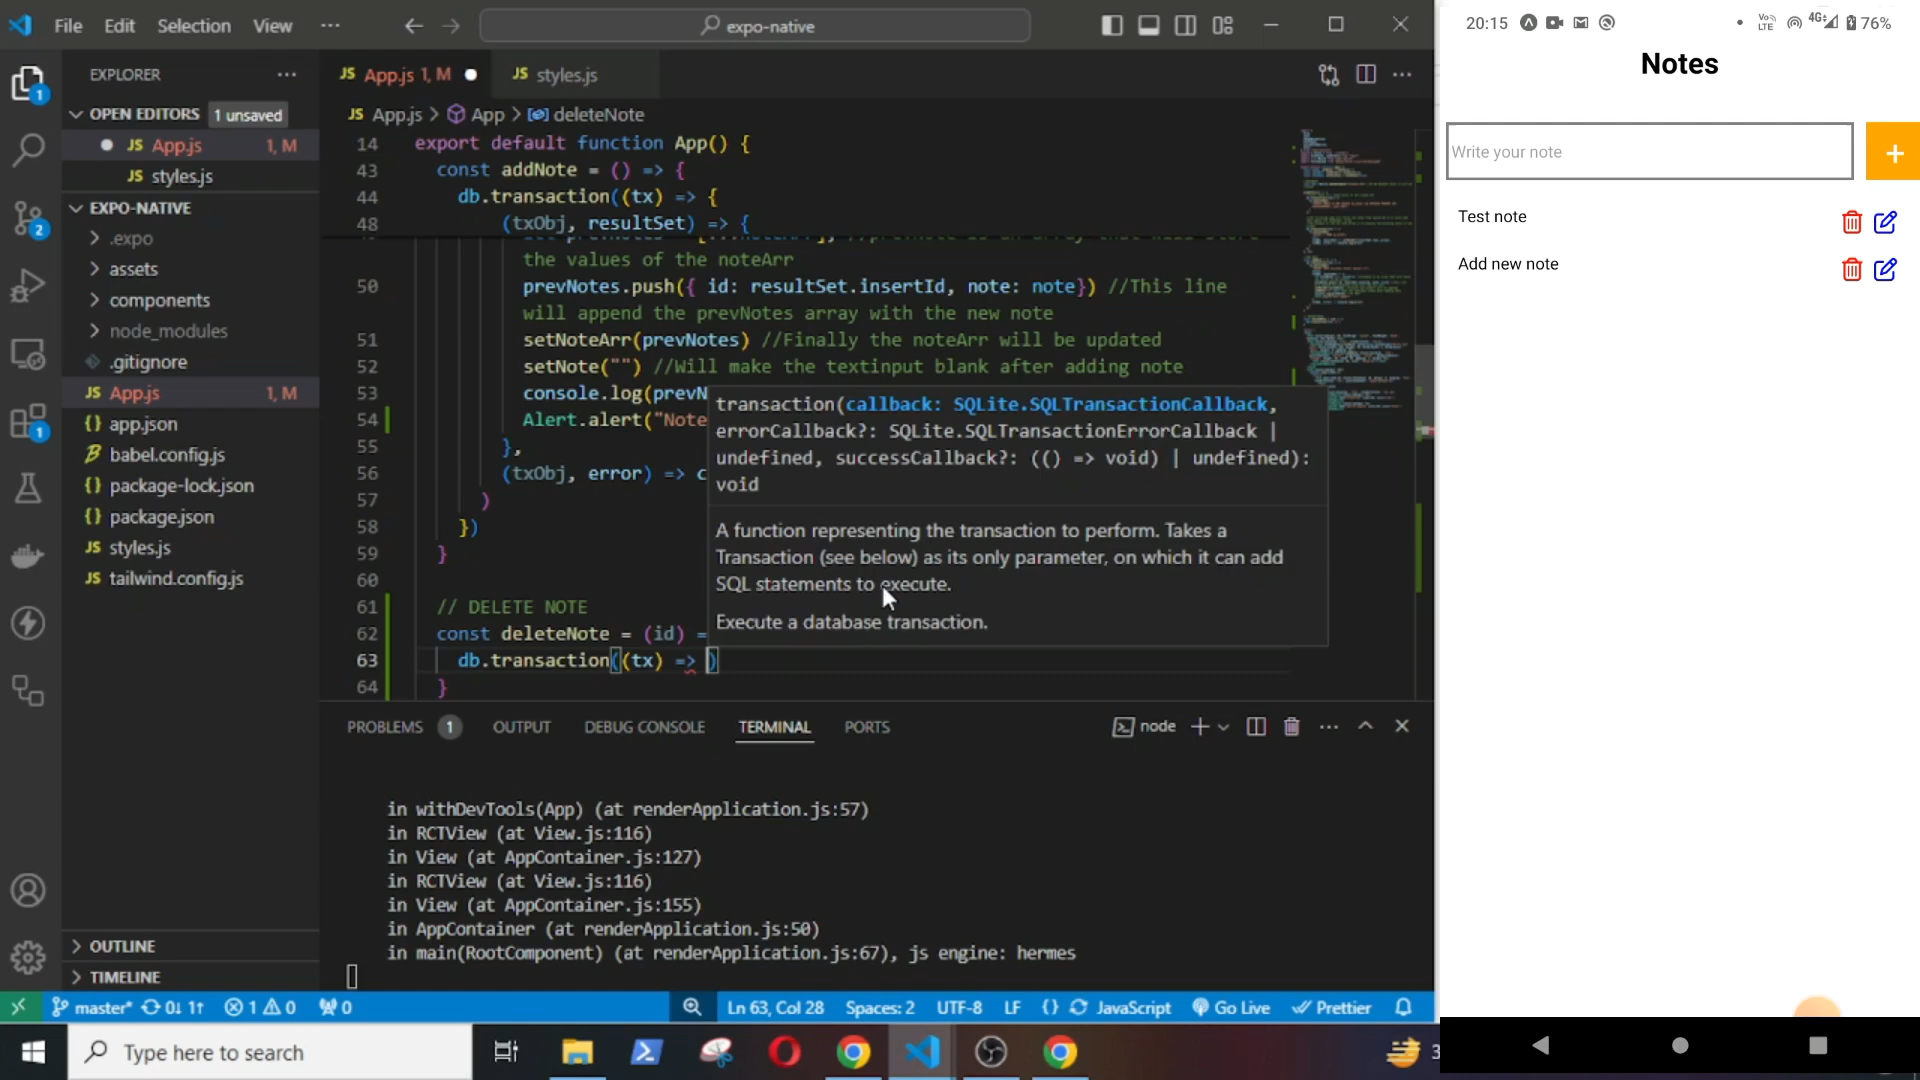 File Edit Selection View ···
expo-native
EXPLORER ···
OPEN EDITORS 1 unsaved
JS App.js 1, M
JS styles.js
EXPO-NATIVE
.expo
assets
components
node_modules
.gitignore
JS App.js 1, M
{} app.json
babel.config.js
{} package-lock.json
{} package.json
JS styles.js
JS tailwind.config.js
OUTLINE
TIMELINE
1
2
1
JS App.js 1, M
JS styles.js
JS App.js > App > deleteNote
14 export default function App() {
43 const addNote = () => {
44 db.transaction((tx) => {
48 (txObj, resultSet) => {
the values of the noteArr
50 prevNotes.push({ id: resultSet.insertId, note: note}) //This line
will append the prevNotes array with the new note
51 setNoteArr(prevNotes) //Finally the noteArr will be updated
52 setNote("") //Will make the textinput blank after adding note
53 console.log(prevN
54 Alert.alert("Note
55 },
56 (txObj, error) => c
57 )
58 })
59 }
60
61 // DELETE NOTE
62 const deleteNote = (id) =
63 db.transaction((tx) => )
64 }
transaction(callback: SQLite.SQLTransactionCallback,
errorCallback?: SQLite.SQLTransactionErrorCallback |
undefined, successCallback?: (() => void) | undefined):
void
A function representing the transaction to perform. Takes a
Transaction (see below) as its only parameter, on which it can add
SQL statements to execute.
Execute a database transaction.
PROBLEMS 1 OUTPUT DEBUG CONSOLE TERMINAL PORTS
node
in withDevTools(App) (at renderApplication.js:57)
in RCTView (at View.js:116)
in View (at AppContainer.js:127)
in RCTView (at View.js:116)
in View (at AppContainer.js:155)
in AppContainer (at renderApplication.js:50)
in main(RootComponent) (at renderApplication.js:67), js engine: hermes
master* 0↓ 1↑ 1 0 0
Ln 63, Col 28 Spaces: 2 UTF-8 LF {} JavaScript Go Live Prettier
Type here to search
3
20:15
Vo)) LTE 4G 76%
Notes
Write your note
+
Test note
Add new note